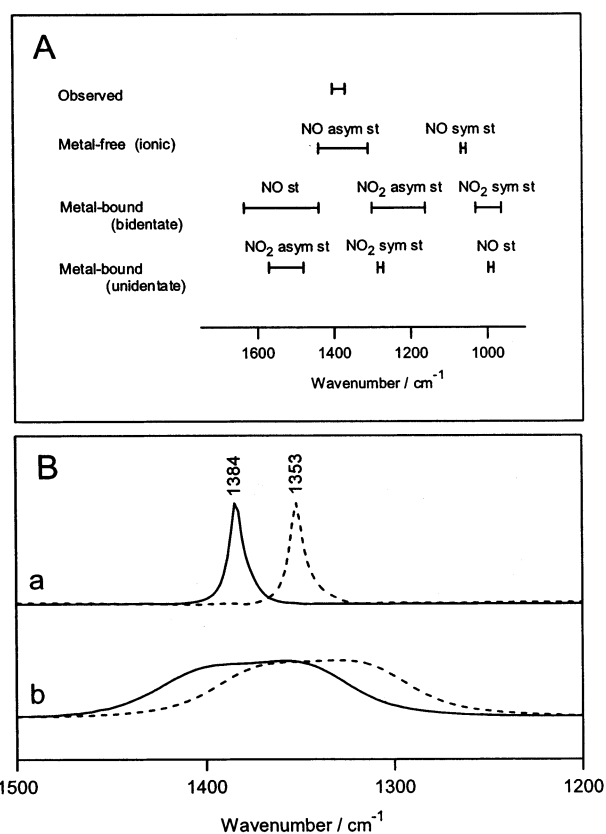 A
Observed
NO asym st NO sym st
Metal-free (ionic)
NO st NO2 asym st NO2 sym st
Metal-bound
(bidentate)
NO2 asym st NO2 sym st NO st
Metal-bound
(unidentate)
1600 1400 1200 1000
Wavenumber / cm-1
B
1384 1353
a
b
1500 1400 1300 1200
Wavenumber / cm-1